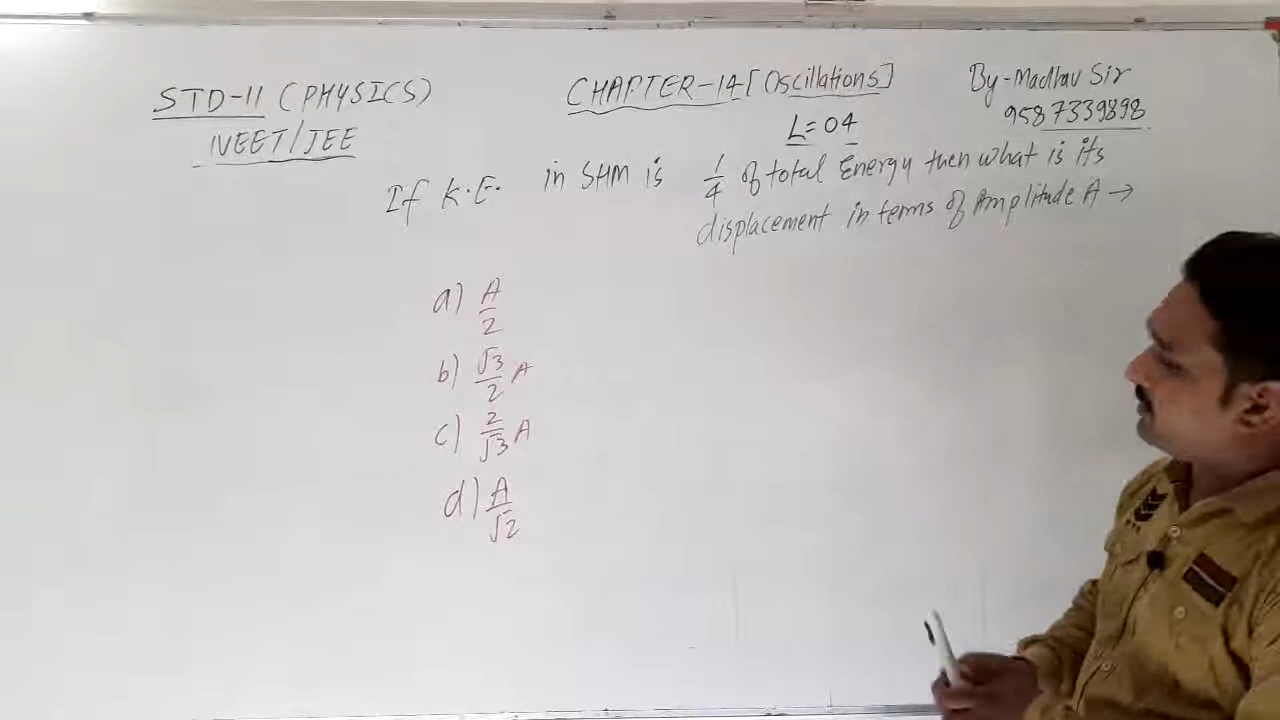 STD-11 (PHYSICS)
NEET/JEE
CHAPTER-14 [Oscillations]
L=04
By-Madhav Sir
9587339898
If K.E. in SHM is 1/4 of total Energy then what is its
displacement in terms of Amplitude A →
a) A/2
b) √3/2 A
c) 2/√3 A
d) A/√2